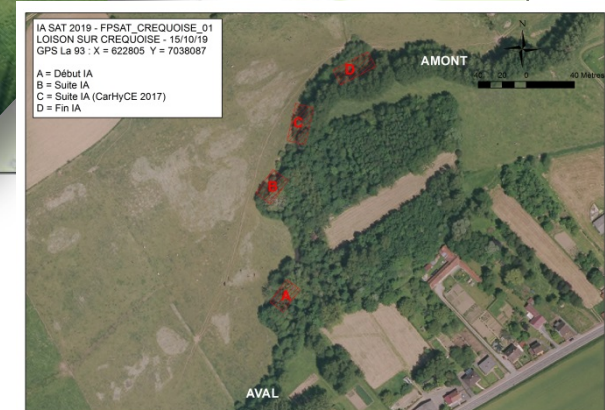 IA SAT 2019 - FPSAT_CREQUOISE_01
LOISON SUR CREQUOISE - 15/10/19
GPS La 93 : X = 622805 Y = 7038087
A = Début IA
B = Suite IA
C = Suite IA (CarHyCE 2017)
D = Fin IA
N
AMONT
20 0 40 Mètres
D
C
B
A
AVAL